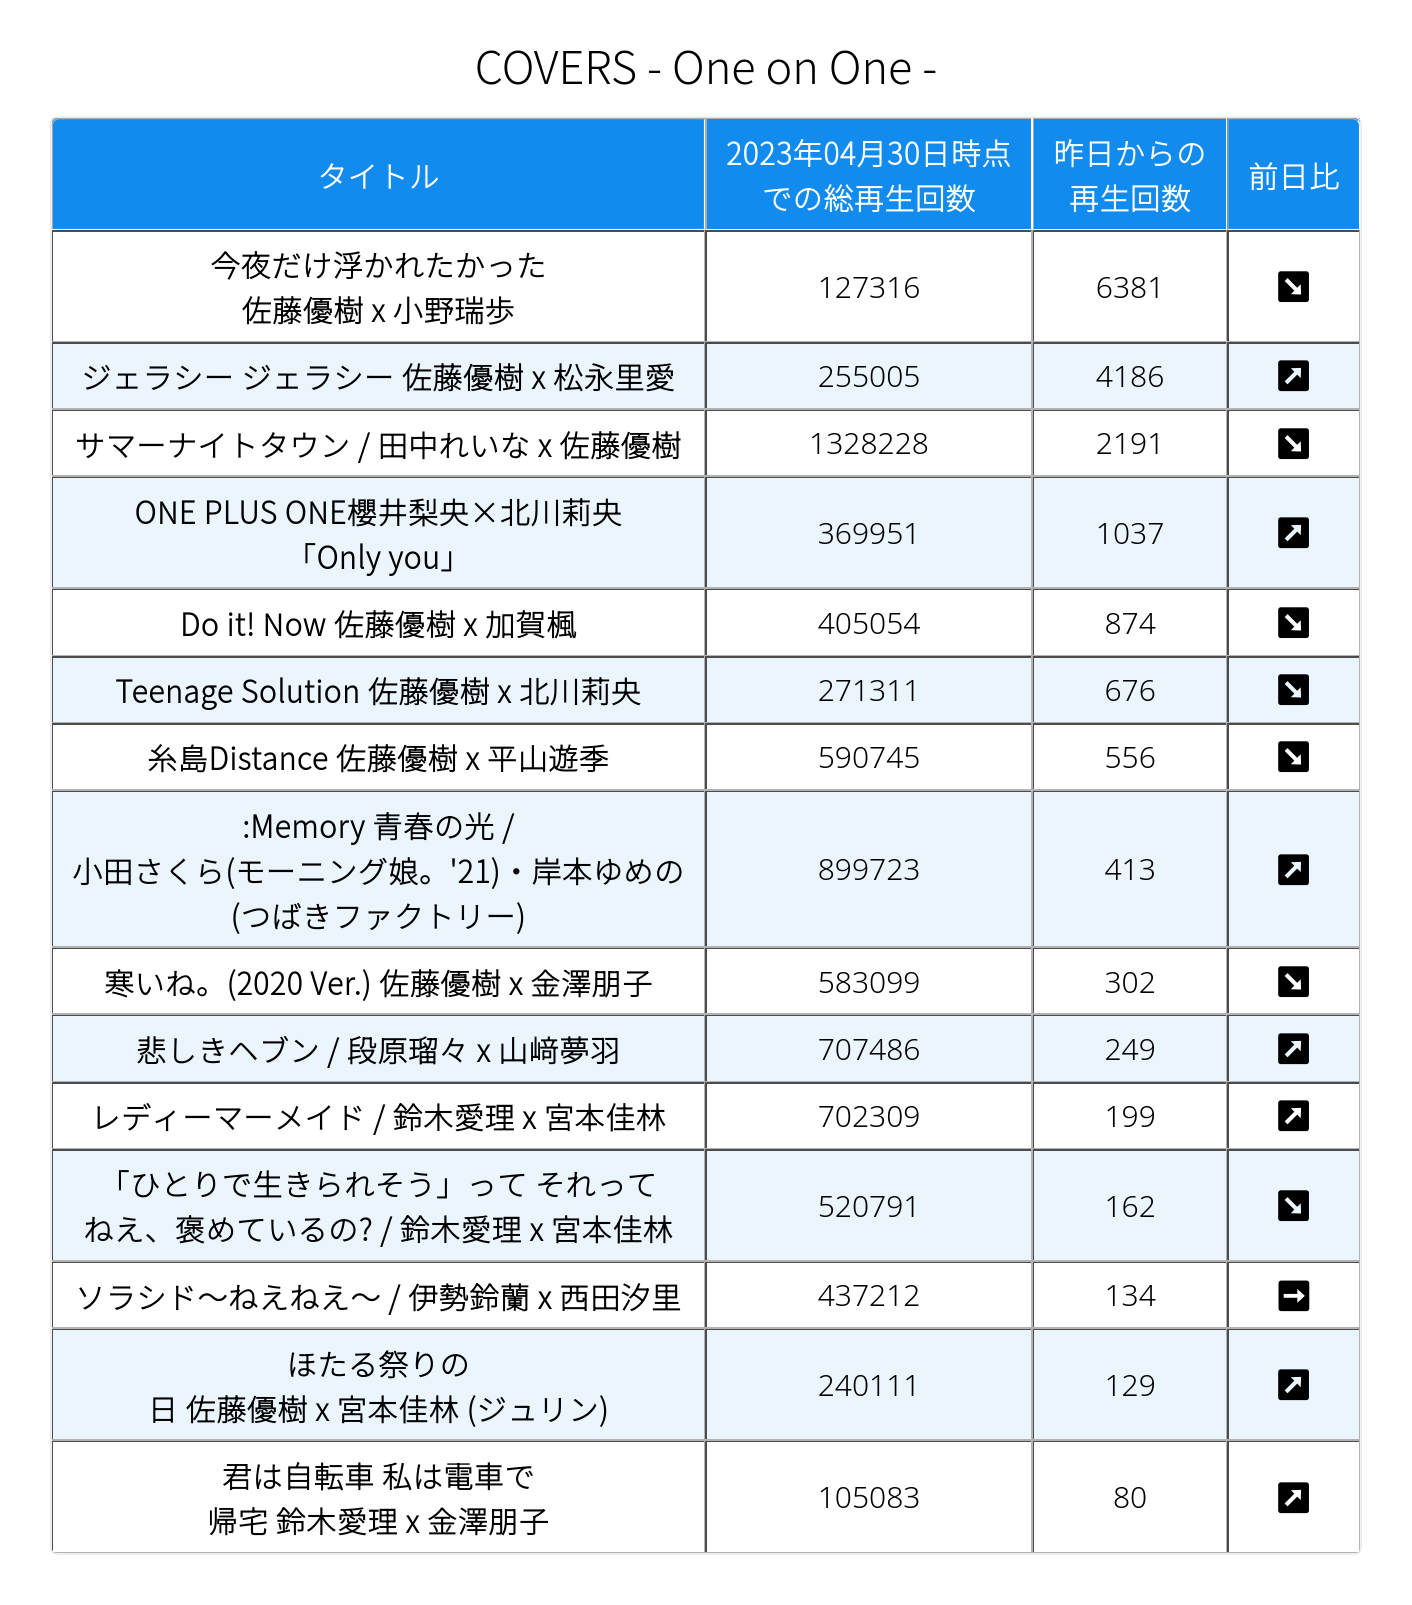 COVERS - One on One -
タイトル
2023年04月30日時点
での総再生回数
昨日からの
再生回数
前日比
今夜だけ浮かれたかった
佐藤優樹 x 小野瑞歩
127316
6381
ジェラシー ジェラシー 佐藤優樹 x 松永里愛
255005
4186
サマーナイトタウン / 田中れいな x 佐藤優樹
1328228
2191
ONE PLUS ONE櫻井梨央×北川莉央
「Only you」
369951
1037
Do it! Now 佐藤優樹 x 加賀楓
405054
874
Teenage Solution 佐藤優樹 x 北川莉央
271311
676
糸島Distance 佐藤優樹 x 平山遊季
590745
556
:Memory 青春の光 /
小田さくら(モーニング娘。'21)・岸本ゆめの
(つばきファクトリー)
899723
413
寒いね。(2020 Ver.) 佐藤優樹 x 金澤朋子
583099
302
悲しきヘブン / 段原瑠々 x 山﨑夢羽
707486
249
レディーマーメイド / 鈴木愛理 x 宮本佳林
702309
199
「ひとりで生きられそう」って それって
ねえ、褒めているの? / 鈴木愛理 x 宮本佳林
520791
162
ソラシド〜ねえねえ〜 / 伊勢鈴蘭 x 西田汐里
437212
134
ほたる祭りの
日 佐藤優樹 x 宮本佳林 (ジュリン)
240111
129
君は自転車 私は電車で
帰宅 鈴木愛理 x 金澤朋子
105083
80